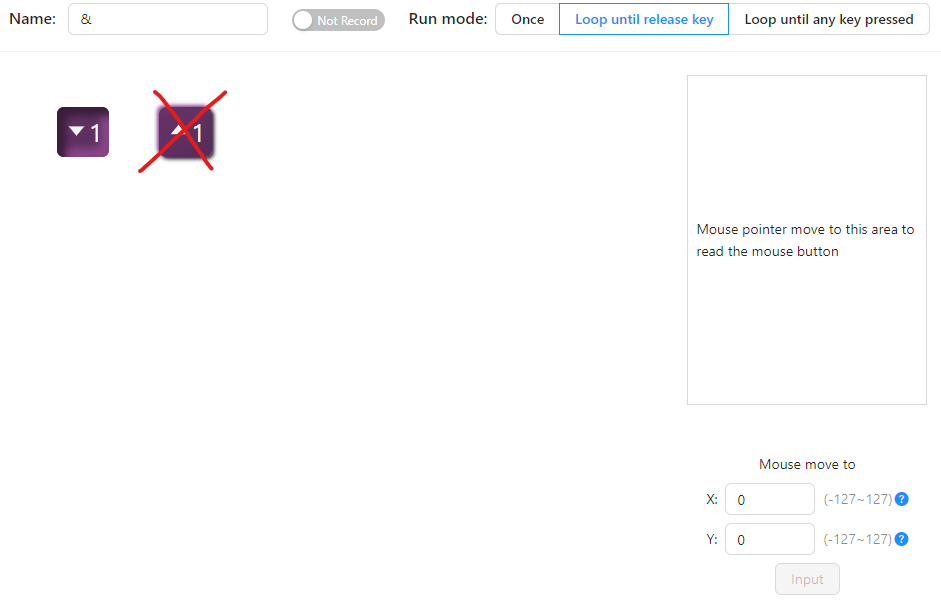 Name: & Not Record Run mode: Once Loop until release key Loop until any key pressed
▼1 ▲1
Mouse pointer move to this area to
read the mouse button
Mouse move to
X: 0 (-127~127) ?
Y: 0 (-127~127) ?
Input